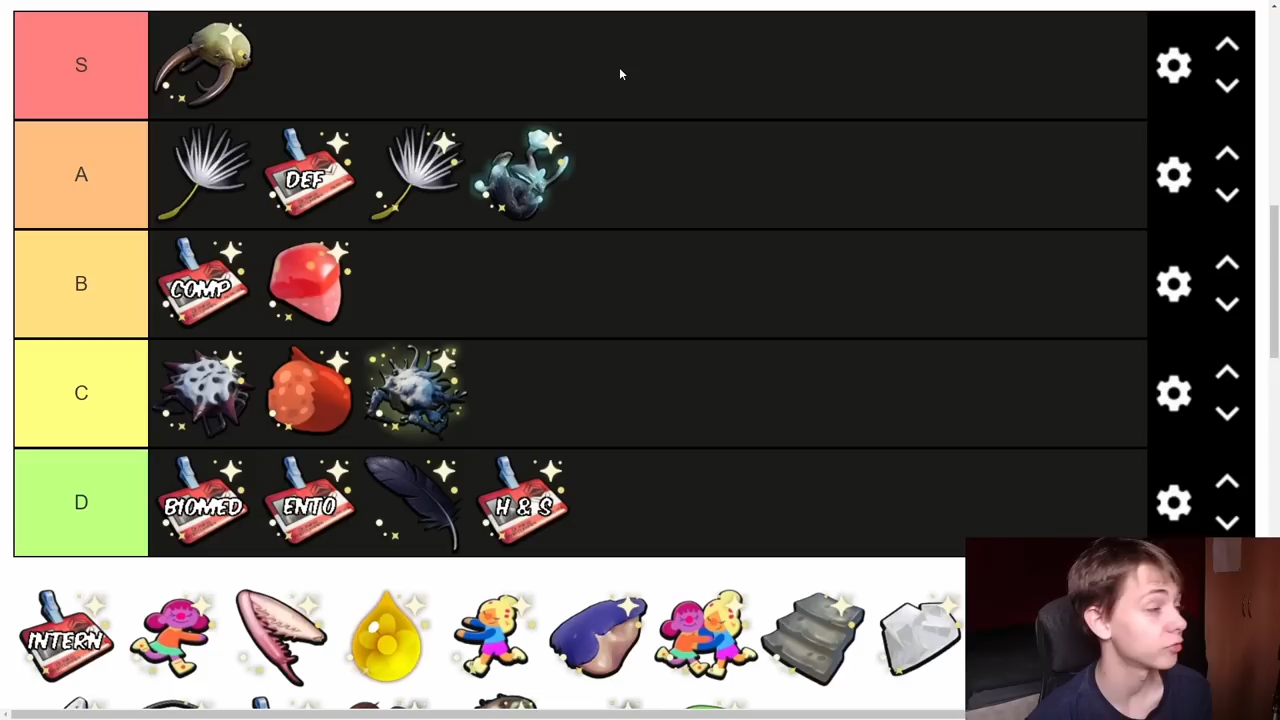 S
A
DEF
B
COMP
C
D
BIOMED
ENTO
H & S
INTERN